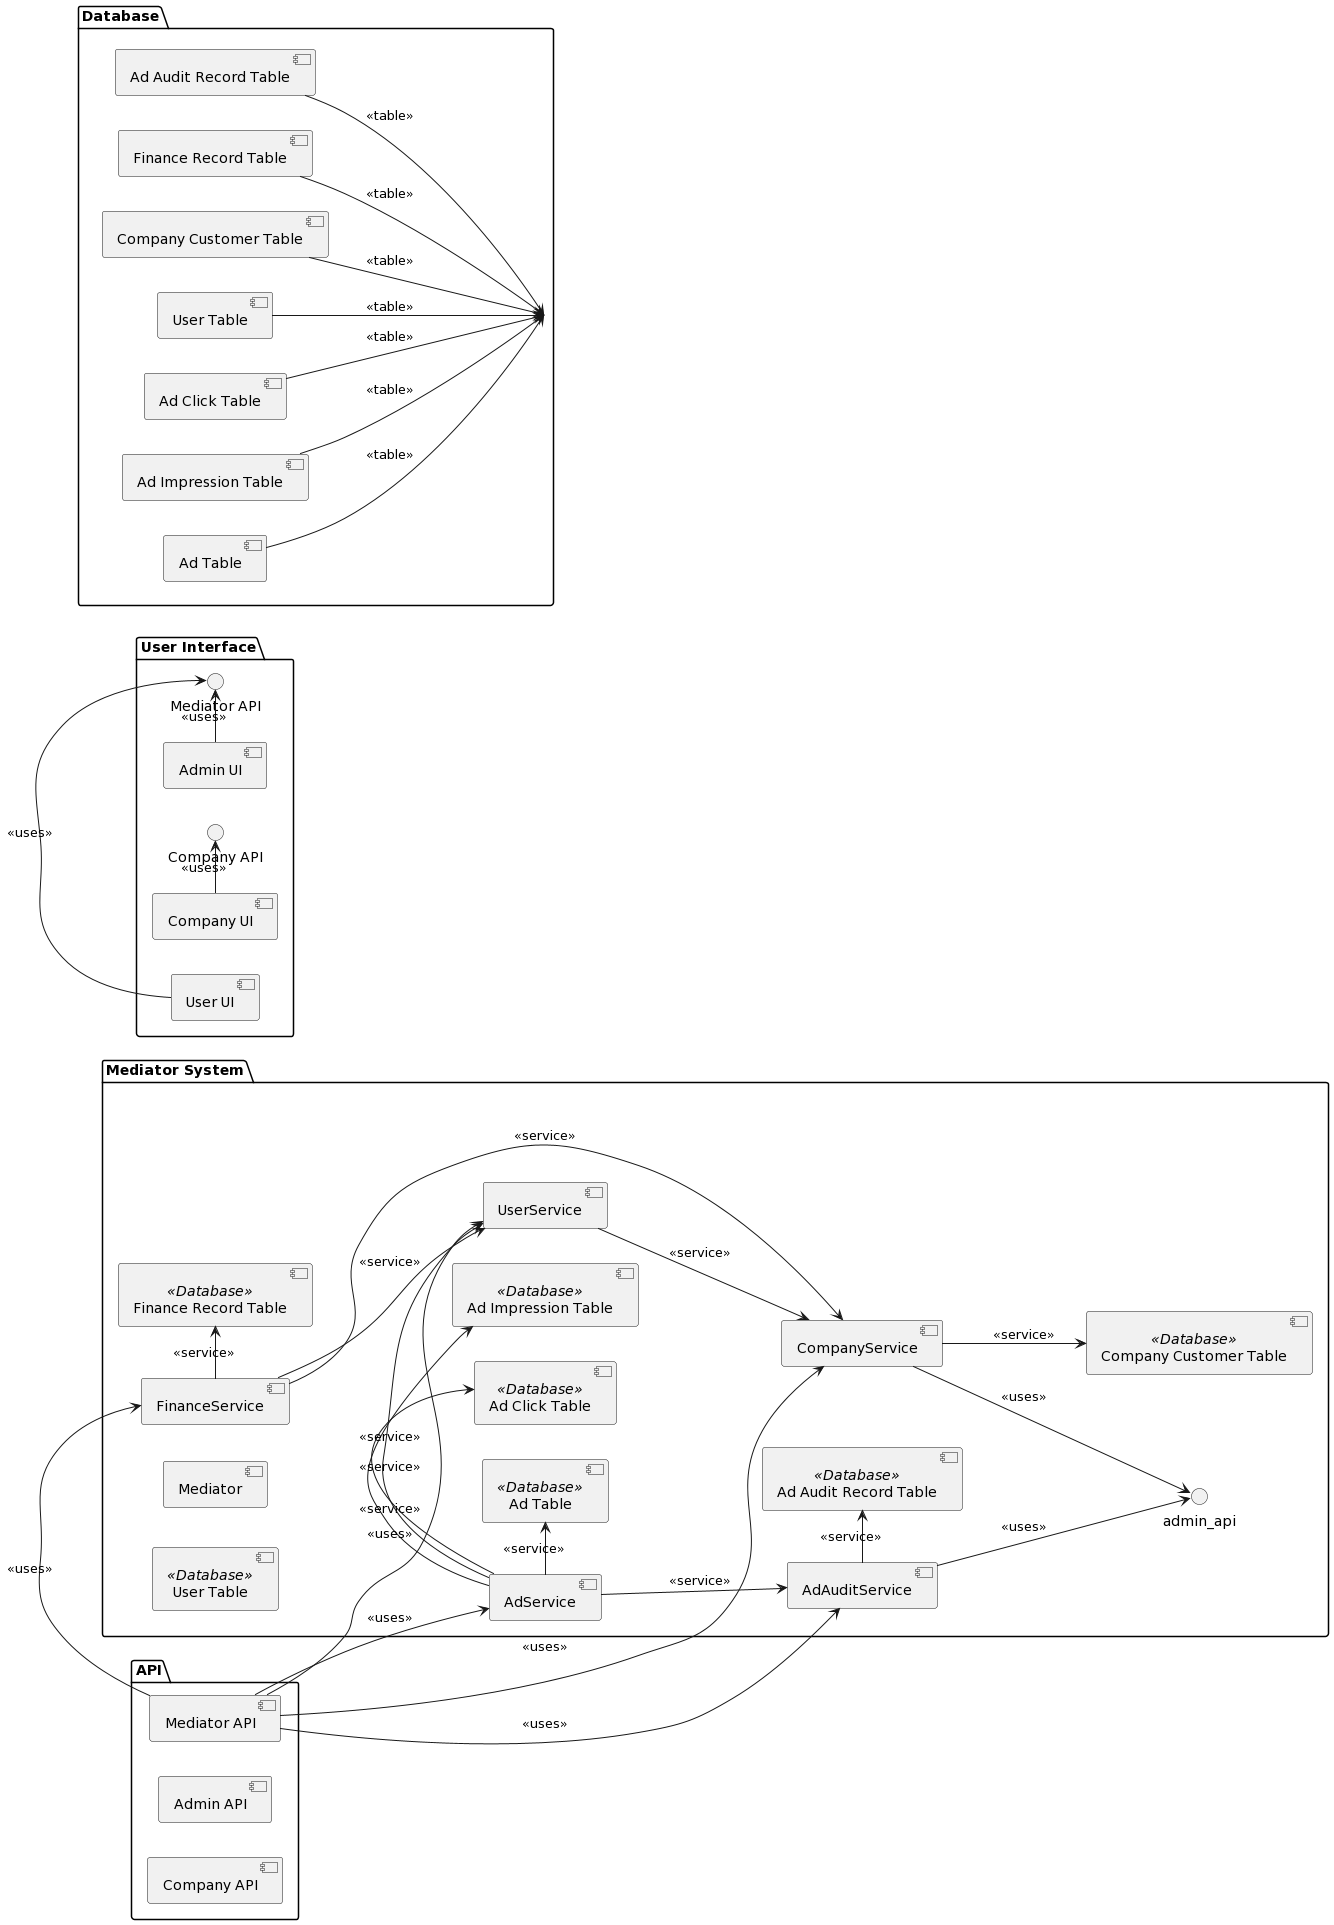 Database
Ad Audit Record Table
«table»
Finance Record Table
«table»
Company Customer Table
«table»
User Table
«table»
«table»
Ad Click Table
«table»
Ad Impression Table
«table»
Ad Table
User Interface
Mediator API
«uses»
Admin UI
«uses»
Company API
«uses»
Company UI
User UI
Mediator System
«service»
UserService
«service»
«service»
«Database»
Finance Record Table
«Database»
Ad Impression Table
«service»
CompanyService
«service»
«Database»
Company Customer Table
FinanceService
«Database»
Ad Click Table
«uses»
«service»
«service»
Mediator
«Database»
Ad Table
«Database»
Ad Audit Record Table
«service»
«uses»
«service»
«service»
«uses»
admin_api
«uses»
«Database»
User Table
«service»
AdService
AdAuditService
«uses»
«uses»
API
Mediator API
«uses»
Admin API
Company API